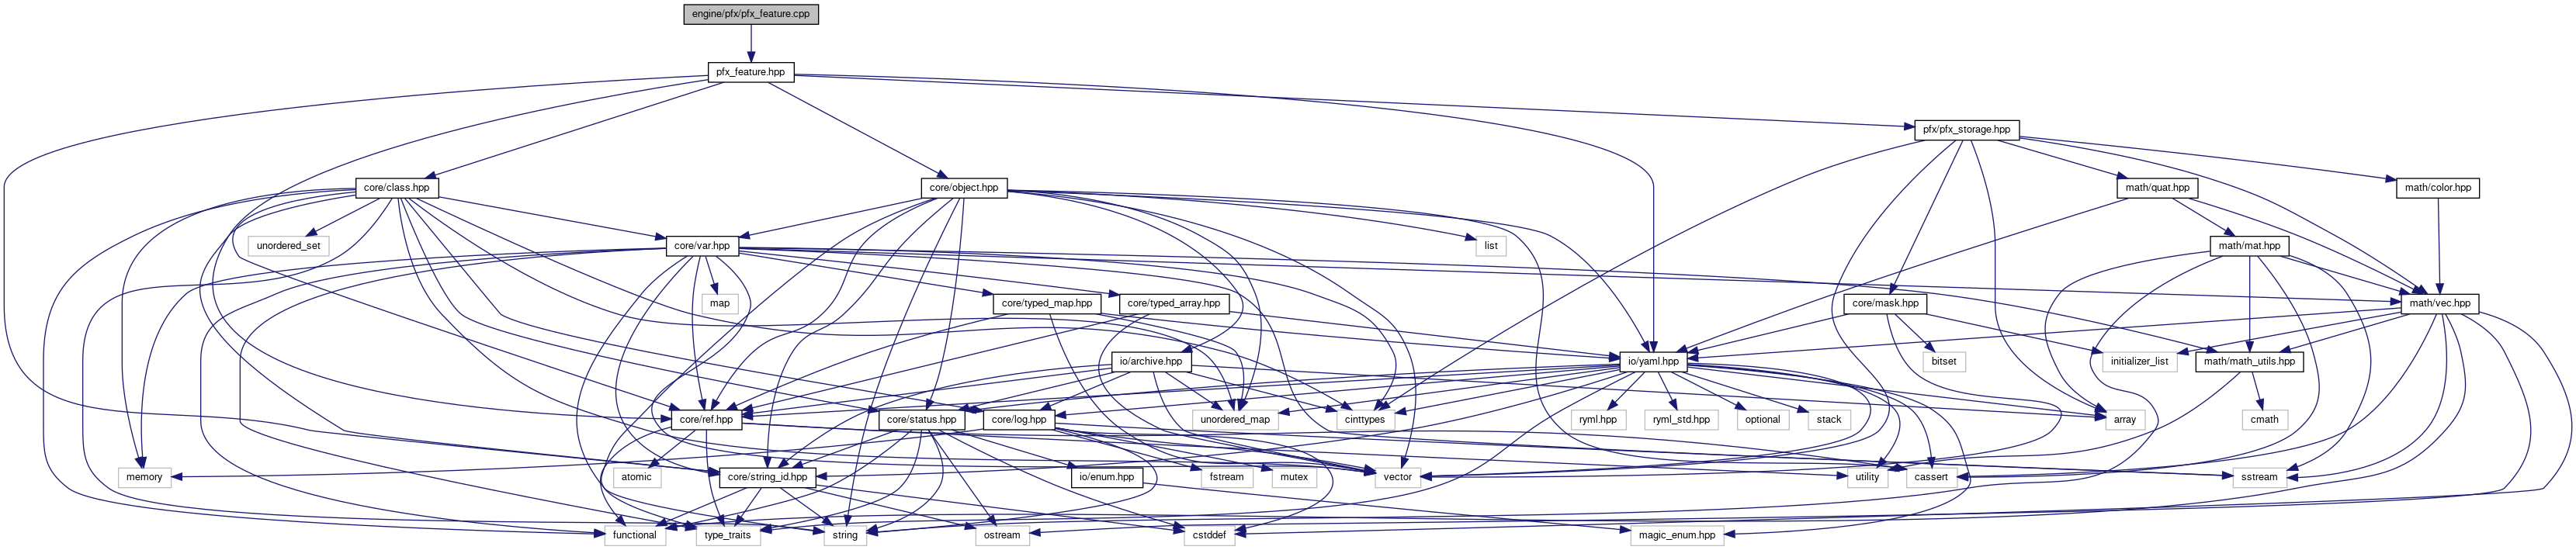 engine/pfx/pfx_feature.cpp
pfx_feature.hpp
pfx/pfx_storage.hpp
core/class.hpp
core/object.hpp
math/quat.hpp
math/color.hpp
unordered_set
core/var.hpp
list
math/mat.hpp
map
core/typed_map.hpp
core/typed_array.hpp
core/mask.hpp
math/vec.hpp
io/archive.hpp
io/yaml.hpp
bitset
initializer_list
math/math_utils.hpp
core/ref.hpp
core/status.hpp
core/log.hpp
unordered_map
cinttypes
ryml.hpp
ryml_std.hpp
optional
stack
array
cmath
memory
atomic
core/string_id.hpp
io/enum.hpp
fstream
mutex
vector
utility
cassert
sstream
functional
type_traits
string
ostream
cstddef
magic_enum.hpp